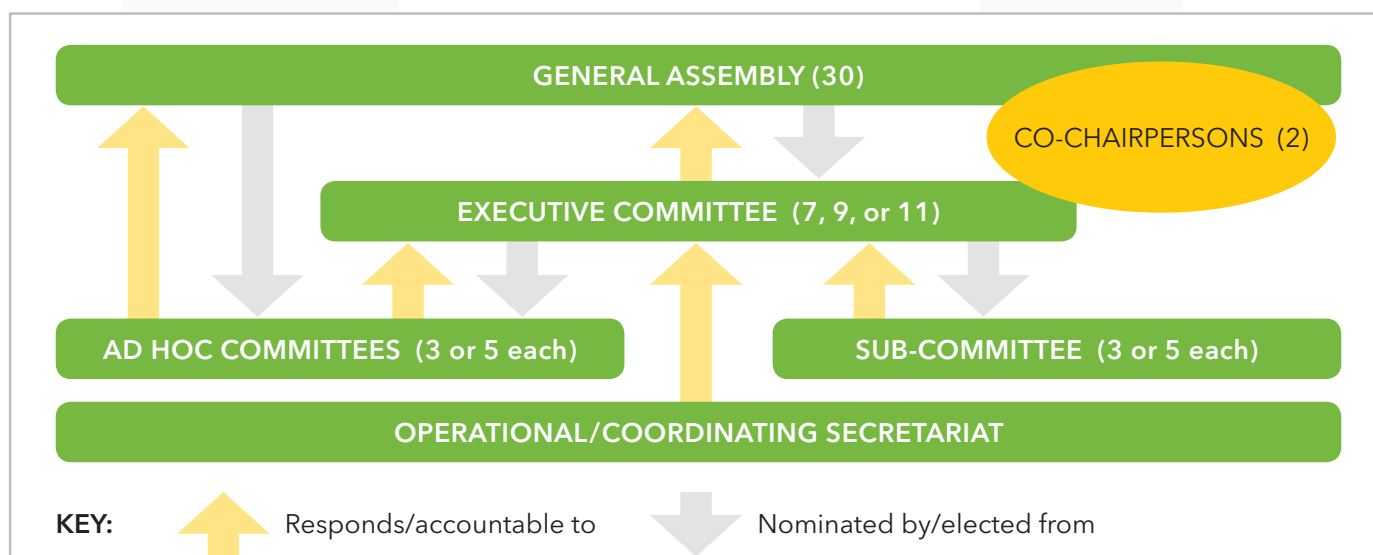 GENERAL ASSEMBLY (30)
CO-CHAIRPERSONS (2)
EXECUTIVE COMMITTEE (7, 9, or 11)
AD HOC COMMITTEES (3 or 5 each)
SUB-COMMITTEE (3 or 5 each)
OPERATIONAL/COORDINATING SECRETARIAT
KEY: Responds/accountable to Nominated by/elected from